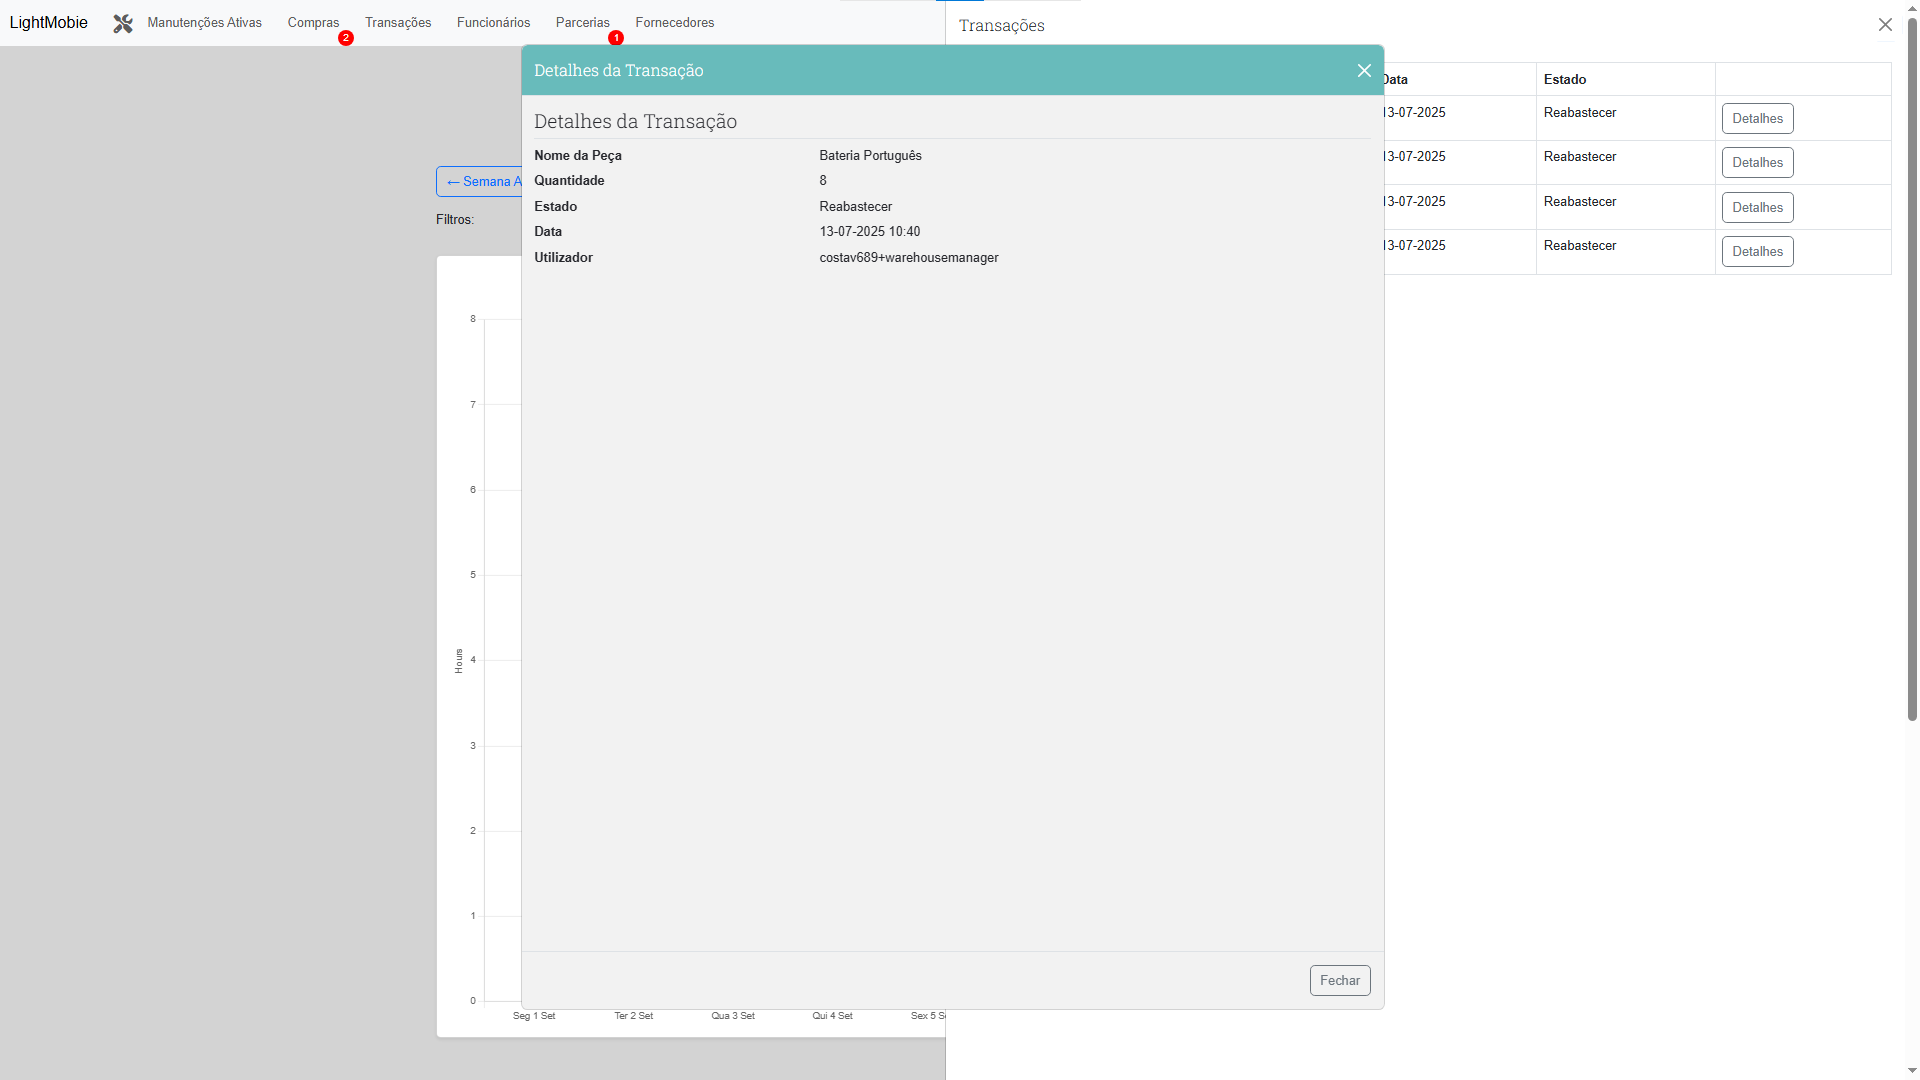 LightMobie Manutenções Ativas Compras 2 Transações Funcionários Parcerias 1 Fornecedores
Transações
Detalhes da Transação
Data Estado
Detalhes da Transação
13-07-2025 Reabastecer Detalhes
Nome da Peça Bateria Português
13-07-2025 Reabastecer Detalhes
Quantidade 8
← Semana A
Estado Reabastecer
13-07-2025 Reabastecer Detalhes
Filtros:
Data 13-07-2025 10:40
13-07-2025 Reabastecer Detalhes
Utilizador costav689+warehousemanager
8
7
6
5
Hours
4
3
2
1
0
Fechar
Seg 1 Set Ter 2 Set Qua 3 Set Qui 4 Set Sex 5 S